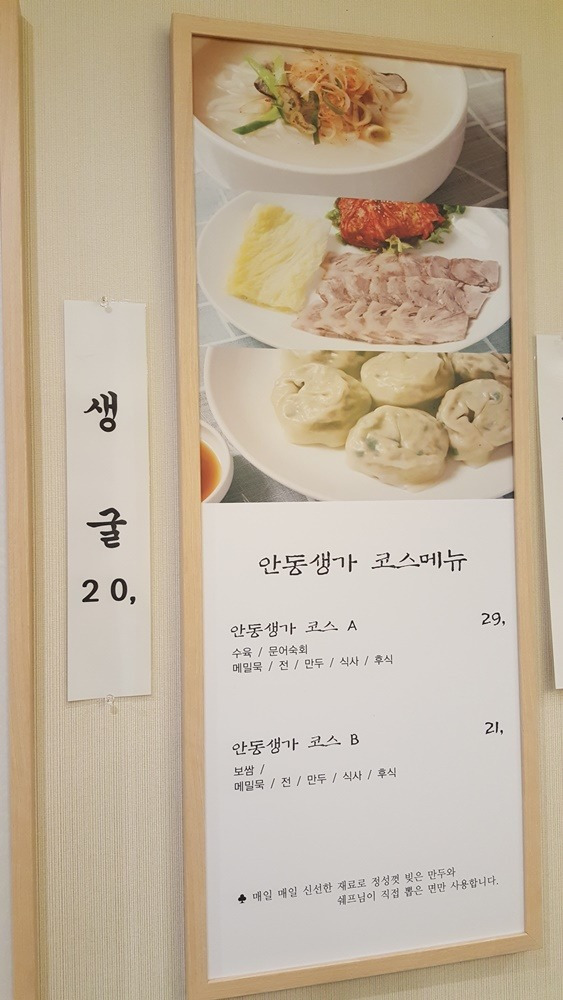 생
굴
20,
안동생가 코스메뉴
안동생가 코스 A 29,
수육 / 문어숙회
메밀묵 / 전 / 만두 / 식사 / 후식
안동생가 코스 B 21,
보쌈 /
메밀묵 / 전 / 만두 / 식사 / 후식
♣ 매일 매일 신선한 재료로 정성껏 빚은 만두와
쉐프님이 직접 뽑은 면만 사용합니다.